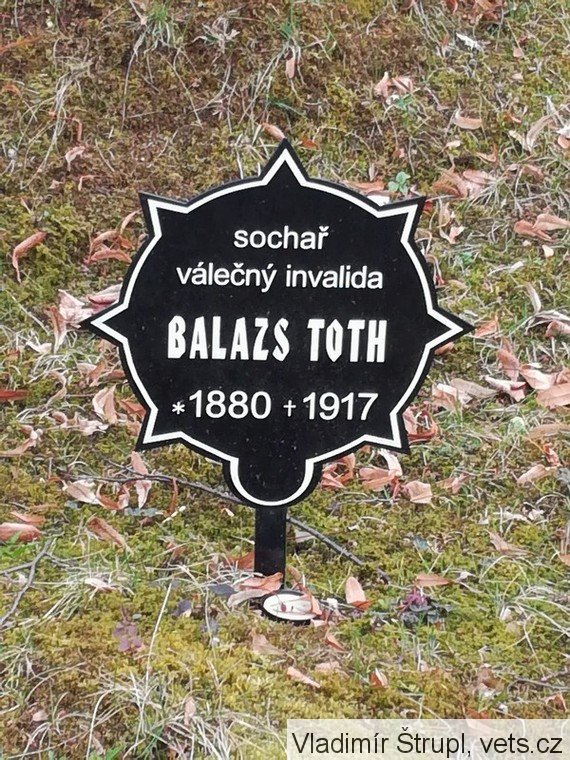 sochař
válečný invalida
BALAZS TOTH
*1880 †1917
Vladimír Štrupl, vets.cz